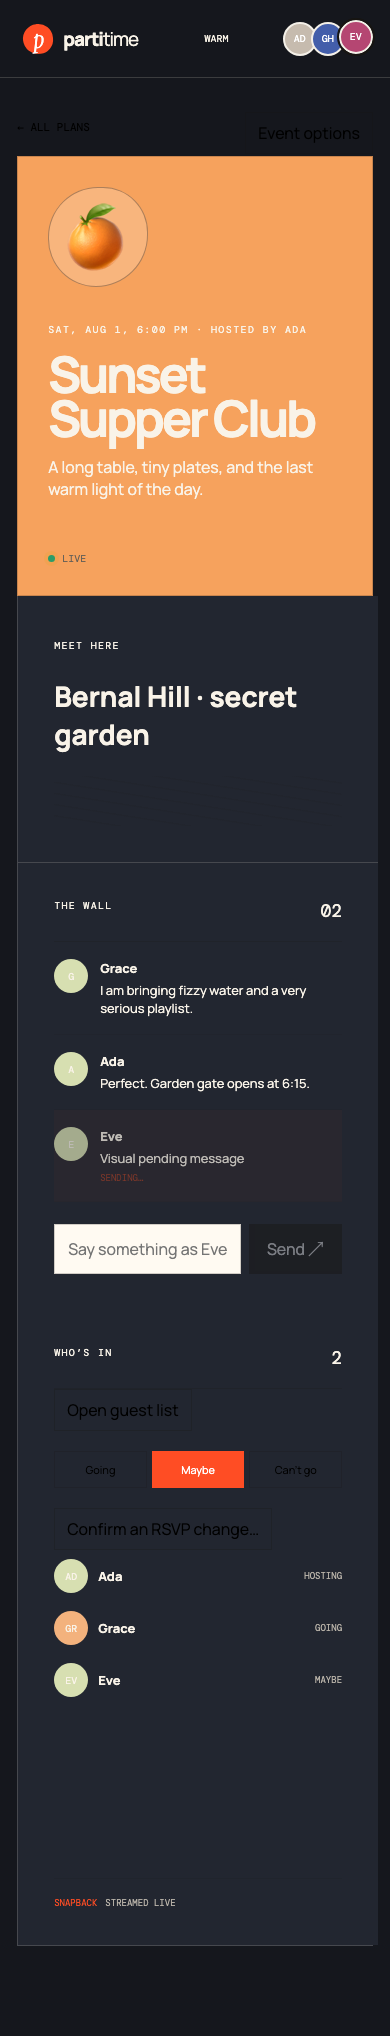 p partitime
WARM
AD GH EV
← ALL PLANS
Event options
SAT, AUG 1, 6:00 PM · HOSTED BY ADA
Sunset
Supper Club
A long table, tiny plates, and the last
warm light of the day.
LIVE
MEET HERE
Bernal Hill · secret
garden
THE WALL
02
G
Grace
I am bringing fizzy water and a very
serious playlist.
A
Ada
Perfect. Garden gate opens at 6:15.
E
Eve
Visual pending message
SENDING…
Say something as Eve
Send ↗
WHO'S IN
2
Open guest list
Going Maybe Can't go
Confirm an RSVP change…
AD Ada HOSTING
GR Grace GOING
EV Eve MAYBE
SNAPBACK STREAMED LIVE